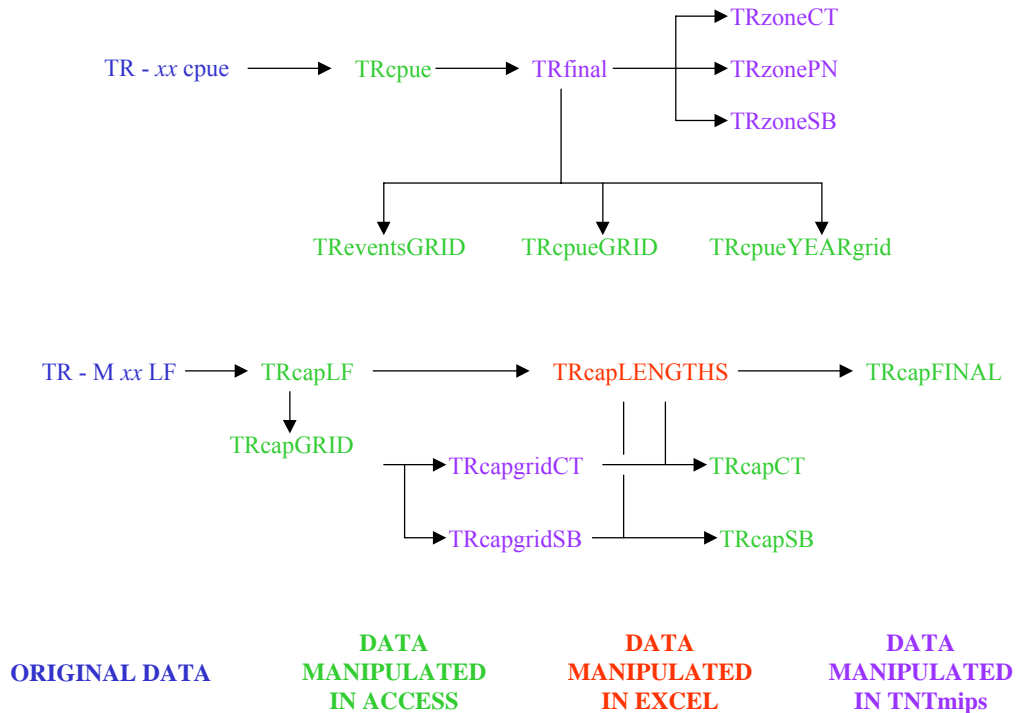 TRzoneCT
TR - xx cpue
TRcpue
TRfinal
TRzonePN
TRzoneSB
TReventsGRID
TRcpueGRID
TRcpueYEARgrid
TR - M xx LF
TRcapLF
TRcapLENGTHS
TRcapFINAL
TRcapGRID
TRcapgridCT
TRcapCT
TRcapgridSB
TRcapSB
ORIGINAL DATA
DATA
MANIPULATED
IN ACCESS
DATA
MANIPULATED
IN EXCEL
DATA
MANIPULATED
IN TNTmips